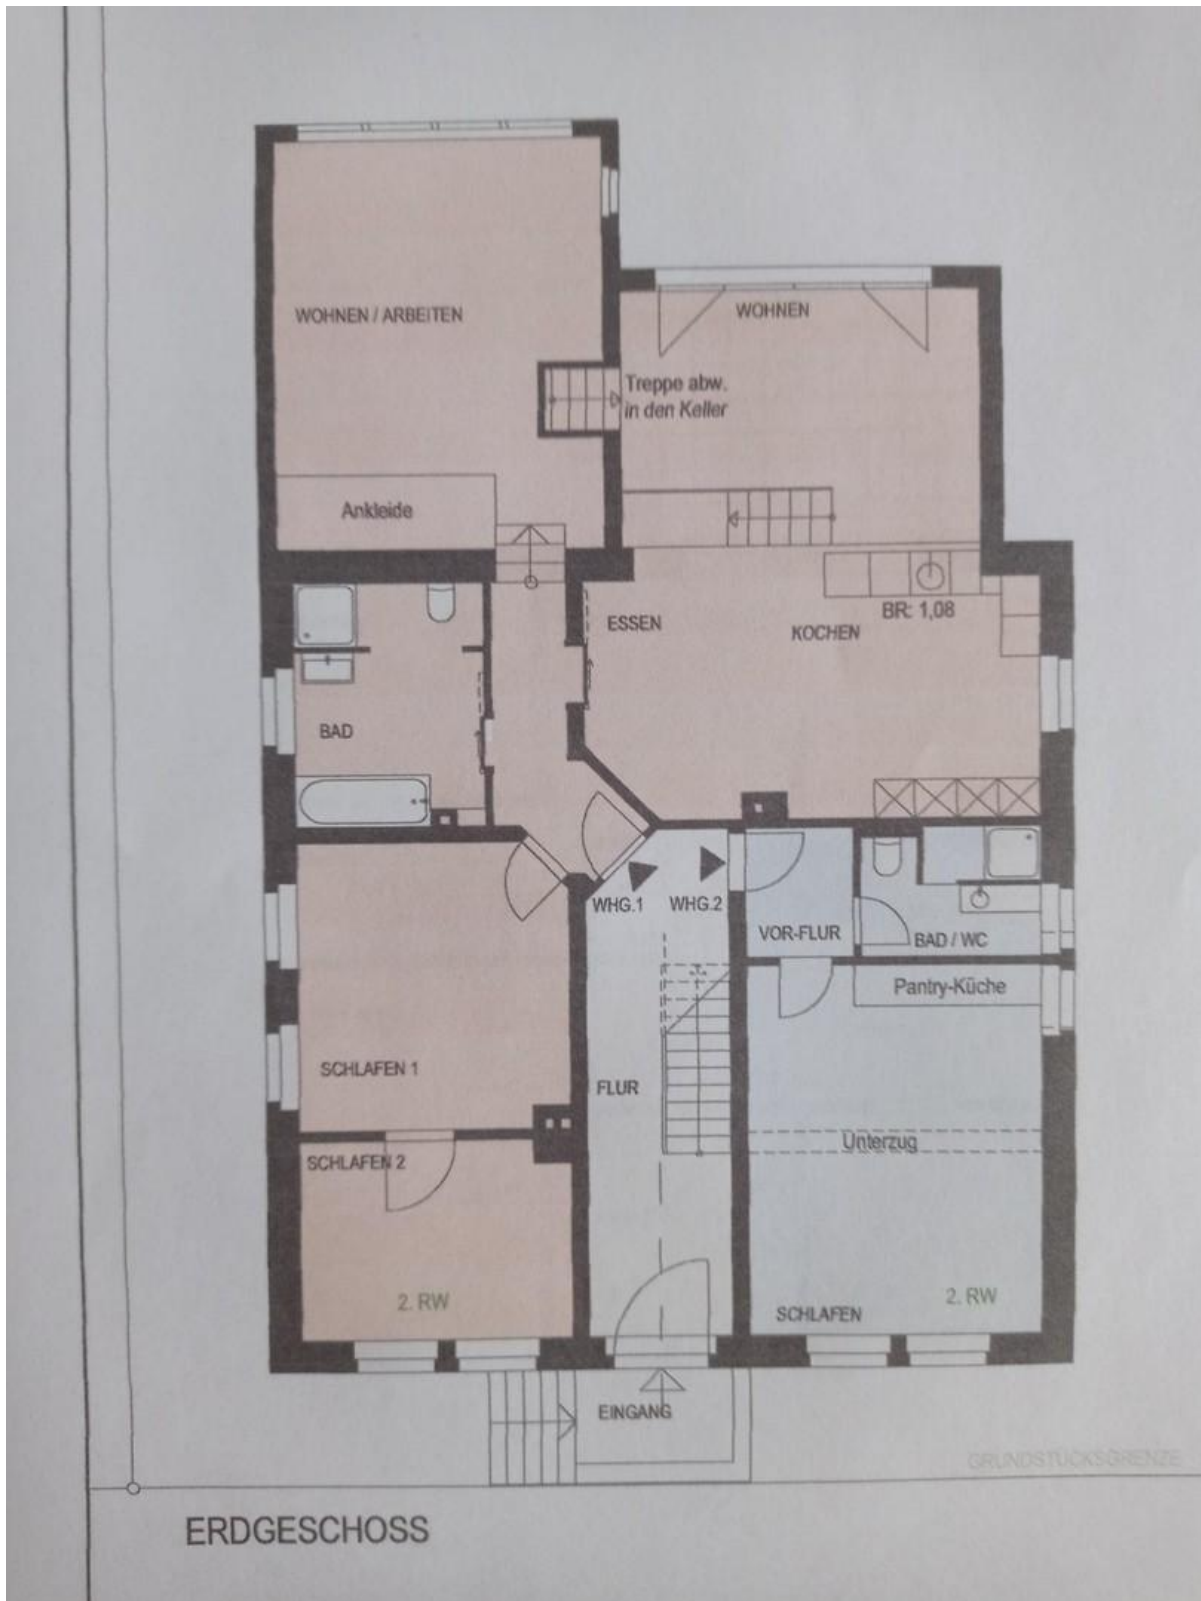 WOHNEN / ARBEITEN
WOHNEN
Treppe abw.
in den Keller
Ankleide
ESSEN
KOCHEN
BR: 1,08
BAD
WHG.1
WHG.2
VOR-FLUR
BAD / WC
Pantry-Küche
SCHLAFEN 1
FLUR
Unterzug
SCHLAFEN 2
2. RW
SCHLAFEN
2. RW
EINGANG
GRUNDSTÜCKSGRENZE
ERDGESCHOSS